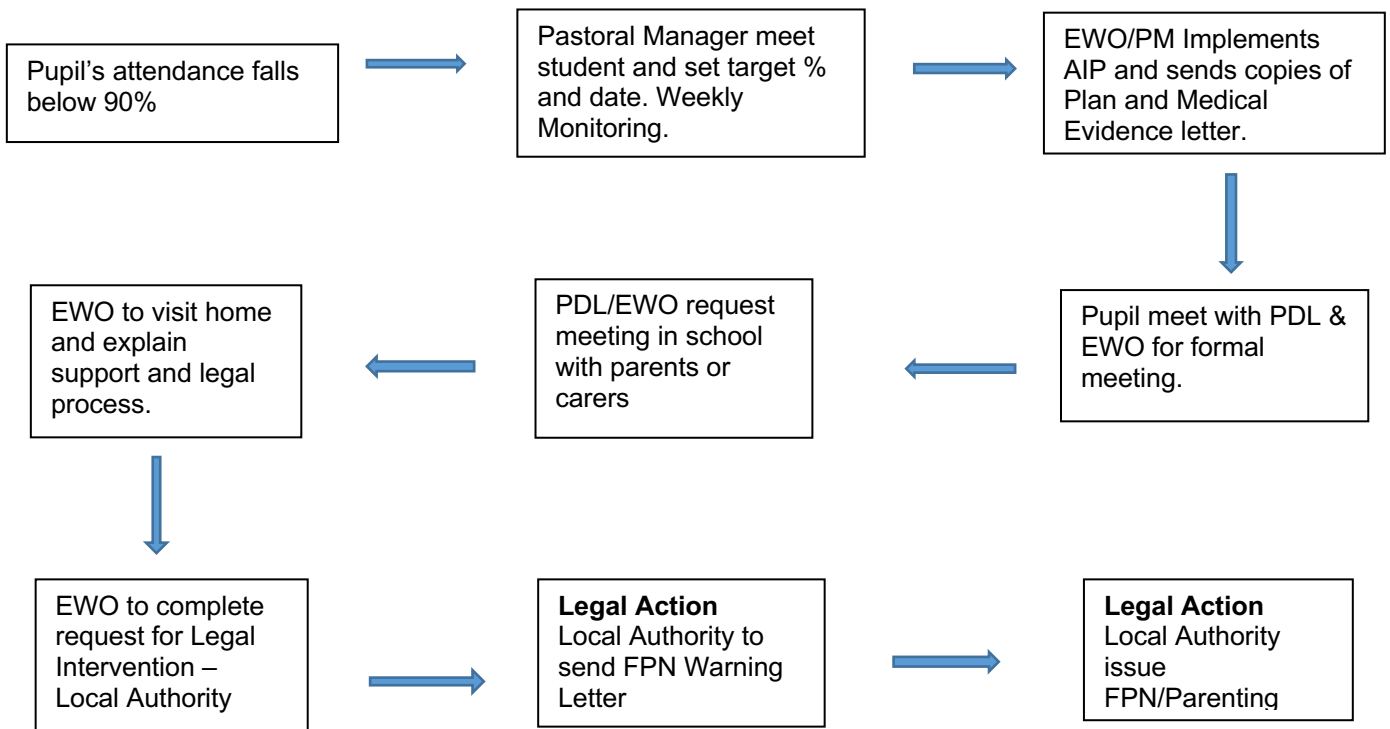 Pupil's attendance falls
below 90%
Pastoral Manager meet
student and set target %
and date. Weekly
Monitoring.
EWO/PM Implements
AIP and sends copies of
Plan and Medical
Evidence letter.
Pupil meet with PDL &
EWO for formal
meeting.
PDL/EWO request
meeting in school
with parents or
carers
EWO to visit home
and explain
support and legal
process.
EWO to complete
request for Legal
Intervention –
Local Authority
Legal Action
Local Authority to
send FPN Warning
Letter
Legal Action
Local Authority
issue
FPN/Parenting